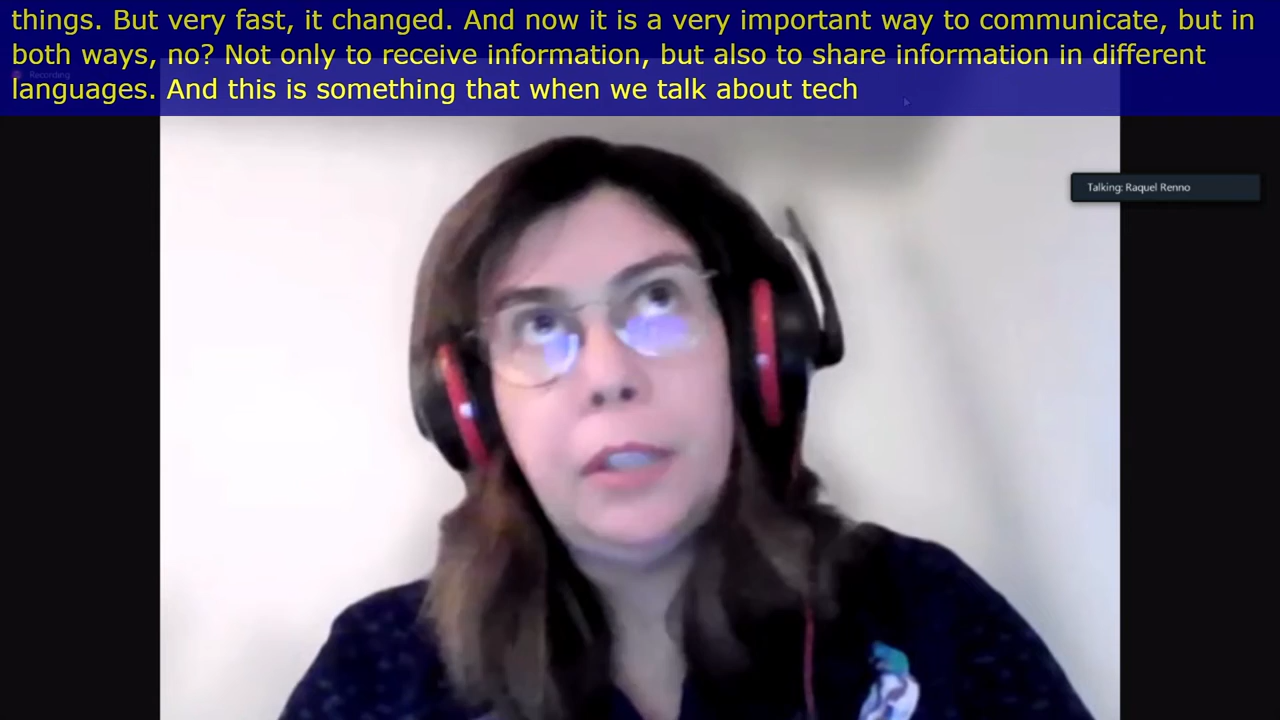 things. But very fast, it changed. And now it is a very important way to communicate, but in
both ways, no? Not only to receive information, but also to share information in different
Recording
languages. And this is something that when we talk about tech
Talking: Raquel Renno